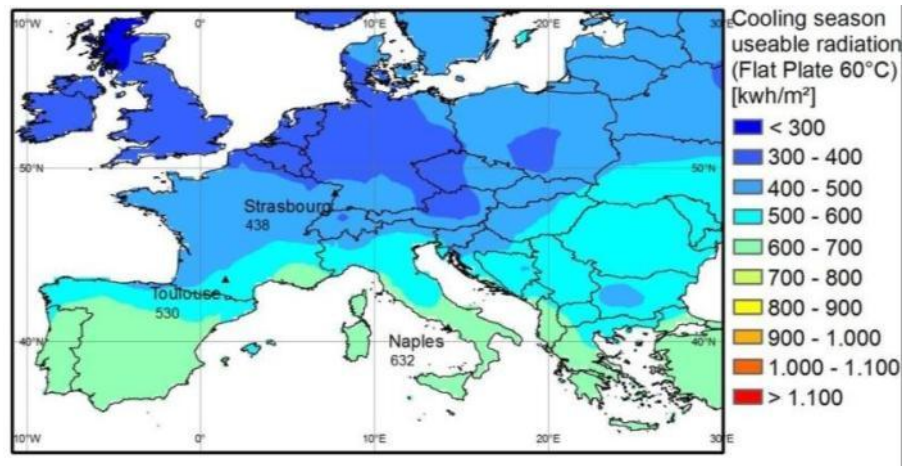 10°W
0°
10°E
20°E
30°E
50°N
50°N
Strasbourg
438
Toulouse
530
40°N
Naples
632
40°N
10°W
0°
10°E
20°E
30°E
Cooling season
useable radiation
(Flat Plate 60°C)
[kwh/m²]
< 300
300 - 400
400 - 500
500 - 600
600 - 700
700 - 800
800 - 900
900 - 1.000
1.000 - 1.100
> 1.100